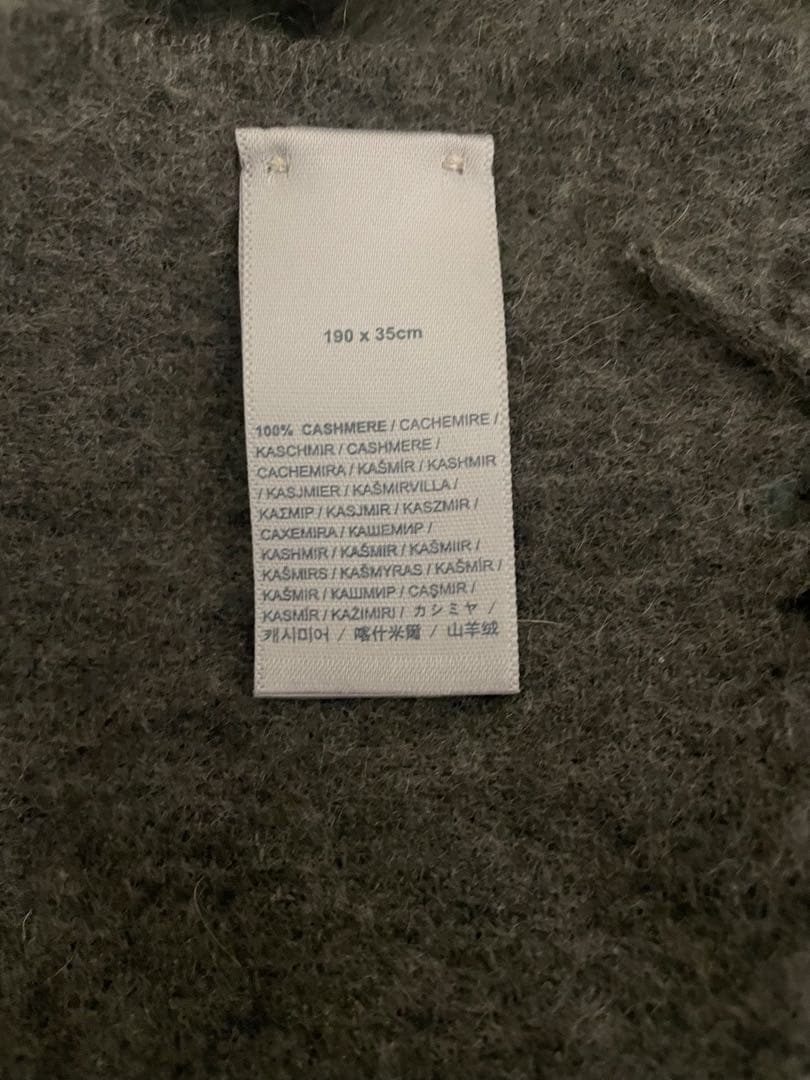 190 x 35cm
100% CASHMERE / CACHEMIRE /
KASCHMIR / CASHMERE /
CACHEMIRA / KAŠMÍR / KASHMIR
/ KASJMIER / KAŠMIRVILLA /
ΚΑΣΜΙΡ / KASJMIR / KASZMIR /
CAXEMIRA / КАШЕМИР /
KASHMIR / KAŠMIR / KAŠMIIR /
KAŠMIRS / KAŠMYRAS / KAŠMÍR /
KAŠMIR / КАШМИР / CAŞMIR /
KASMÍR / KAŽIMIRI / カシミヤ /
캐시미어 / 喀什米爾 / 山羊绒